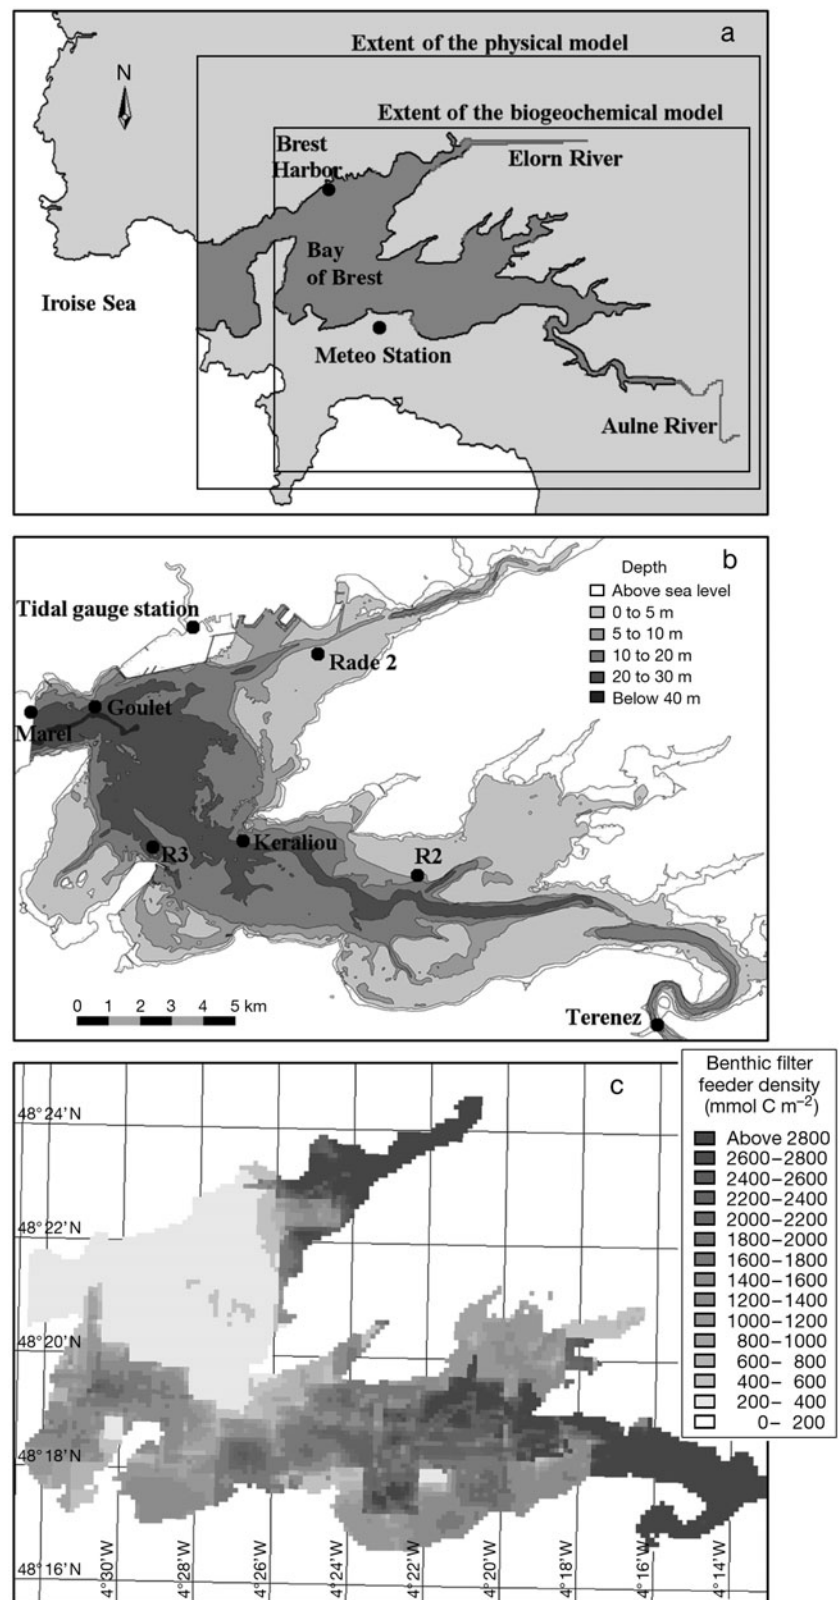 a
Extent of the physical model
N
Extent of the biogeochemical model
Brest
Harbor
Elorn River
Bay
of Brest
Iroise Sea
Meteo Station
Aulne River
b
Depth
Above sea level
0 to 5 m
5 to 10 m
10 to 20 m
20 to 30 m
Below 40 m
Tidal gauge station
Rade 2
Goulet
Marel
Keraliou
R3
R2
0 1 2 3 4 5 km
Terenez
c
Benthic filter
feeder density
(mmol C m⁻²)
Above 2800
2600–2800
2400–2600
2200–2400
2000–2200
1800–2000
1600–1800
1400–1600
1200–1400
1000–1200
800–1000
600– 800
400– 600
200– 400
0– 200
48°24'N
48°22'N
48°20'N
48°18'N
48°16'N
4°30'W
4°28'W
4°26'W
4°24'W
4°22'W
4°20'W
4°18'W
4°16'W
4°14'W